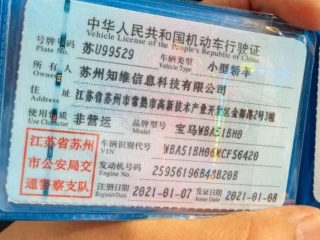 中华人民共和国机动车行驶证
Vehicle License of the People's Republic of China
号牌号码 苏U99529 车辆类型 小型轿车
Plate No. Vehicle Type
所有人 苏州知维信息科技有限公司
Owner
住址 江苏省苏州市常熟市高新技术产业开发区金都路2号3幢
使用性质 非营运 品牌型号 宝马WBA51BH0
Use Character Model
江苏省苏州
市公安局交
通警察支队
车辆识别代号 WBA51BH06MCF56420
VIN
发动机号码 25956196B48B20B
Engine No.
注册日期 2021-01-07 发证日期 2021-01-08
Register Date Issue Date